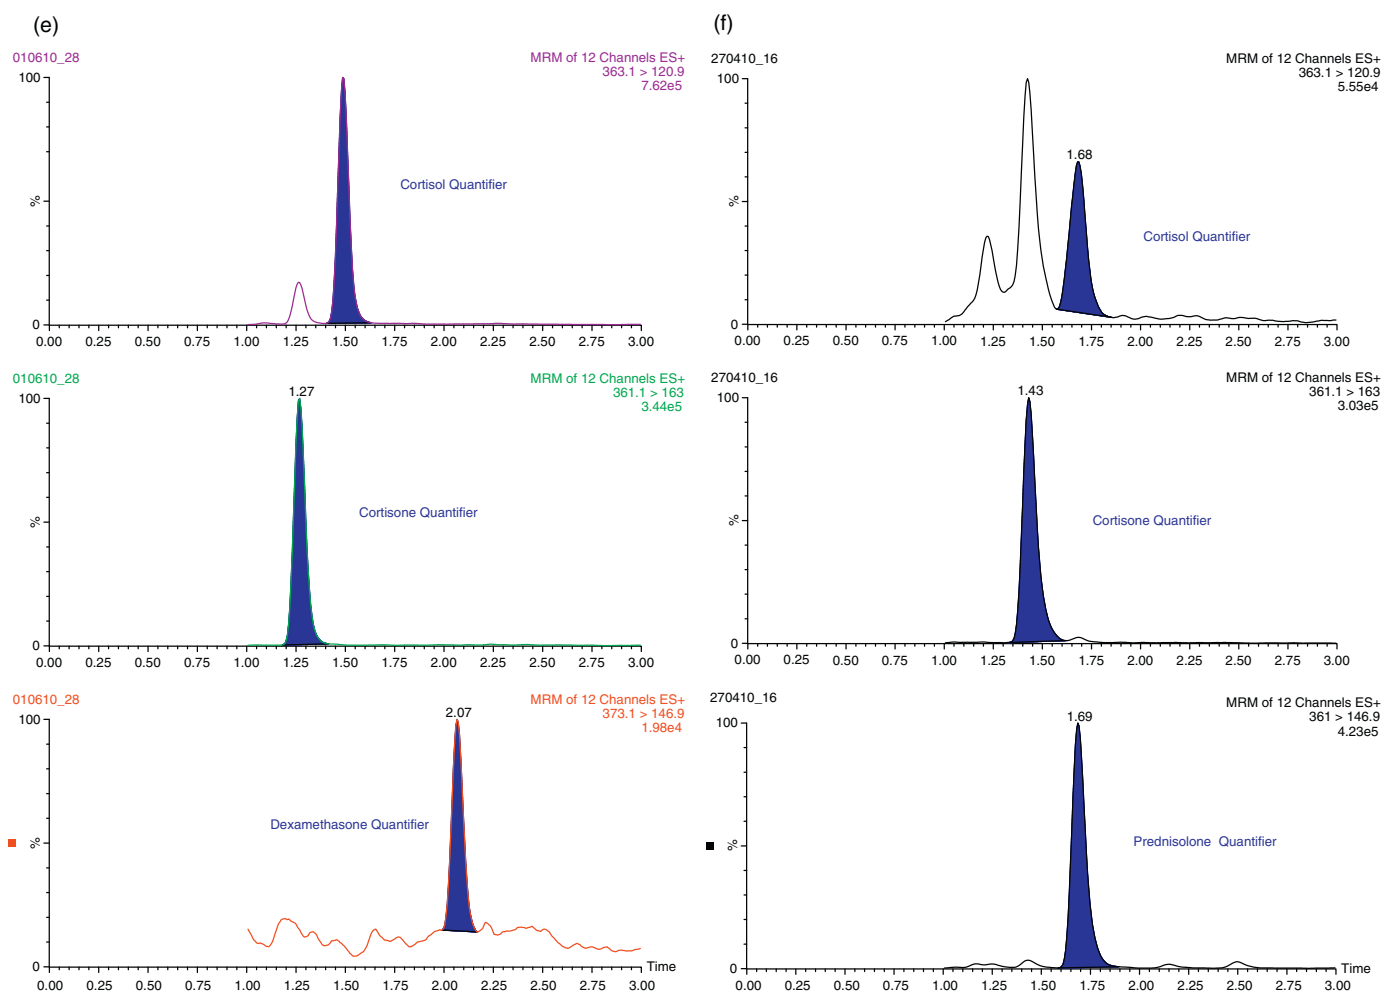 (e)
010610_28
MRM of 12 Channels ES+
363.1 > 120.9
7.62e5
100
%
0
Cortisol Quantifier
0.00 0.25 0.50 0.75 1.00 1.25 1.50 1.75 2.00 2.25 2.50 2.75 3.00
010610_28
MRM of 12 Channels ES+
361.1 > 163
3.44e5
100
1.27
%
0
Cortisone Quantifier
0.00 0.25 0.50 0.75 1.00 1.25 1.50 1.75 2.00 2.25 2.50 2.75 3.00
010610_28
MRM of 12 Channels ES+
373.1 > 146.9
1.98e4
100
2.07
Dexamethasone Quantifier
%
0
Time
0.00 0.25 0.50 0.75 1.00 1.25 1.50 1.75 2.00 2.25 2.50 2.75 3.00
(f)
270410_16
MRM of 12 Channels ES+
363.1 > 120.9
5.55e4
100
1.68
%
Cortisol Quantifier
0
0.00 0.25 0.50 0.75 1.00 1.25 1.50 1.75 2.00 2.25 2.50 2.75 3.00
270410_16
MRM of 12 Channels ES+
361.1 > 163
3.03e5
100
1.43
%
Cortisone Quantifier
0
0.00 0.25 0.50 0.75 1.00 1.25 1.50 1.75 2.00 2.25 2.50 2.75 3.00
270410_16
MRM of 12 Channels ES+
361 > 146.9
4.23e5
100
1.69
%
Prednisolone Quantifier
0
Time
0.00 0.25 0.50 0.75 1.00 1.25 1.50 1.75 2.00 2.25 2.50 2.75 3.00